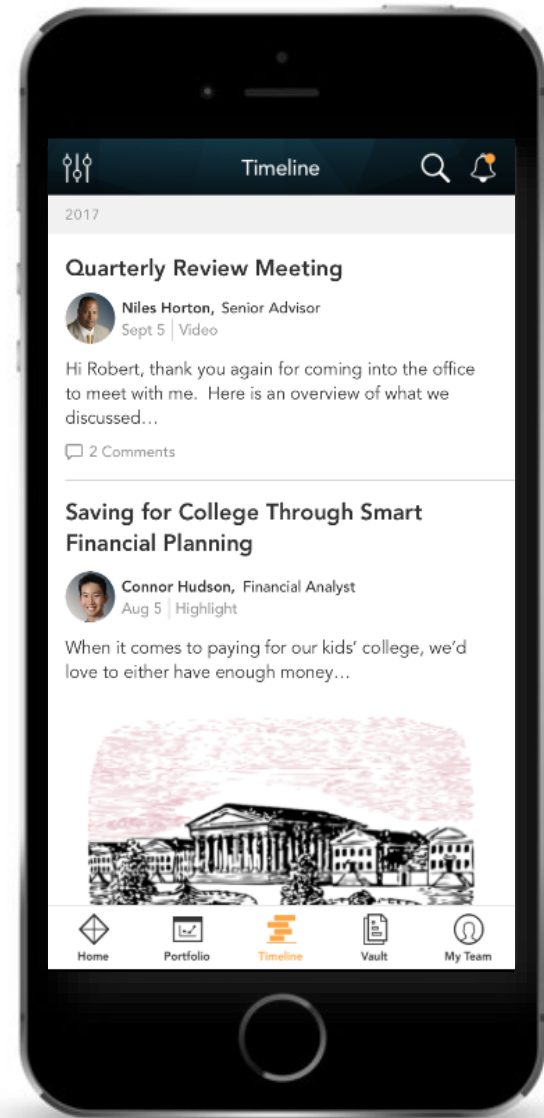 Timeline
2017
Quarterly Review Meeting
Niles Horton, Senior Advisor
Sept 5 | Video
Hi Robert, thank you again for coming into the office
to meet with me. Here is an overview of what we
discussed…
2 Comments
Saving for College Through Smart
Financial Planning
Connor Hudson, Financial Analyst
Aug 5 | Highlight
When it comes to paying for our kids’ college, we’d
love to either have enough money…
Home Portfolio Timeline Vault My Team